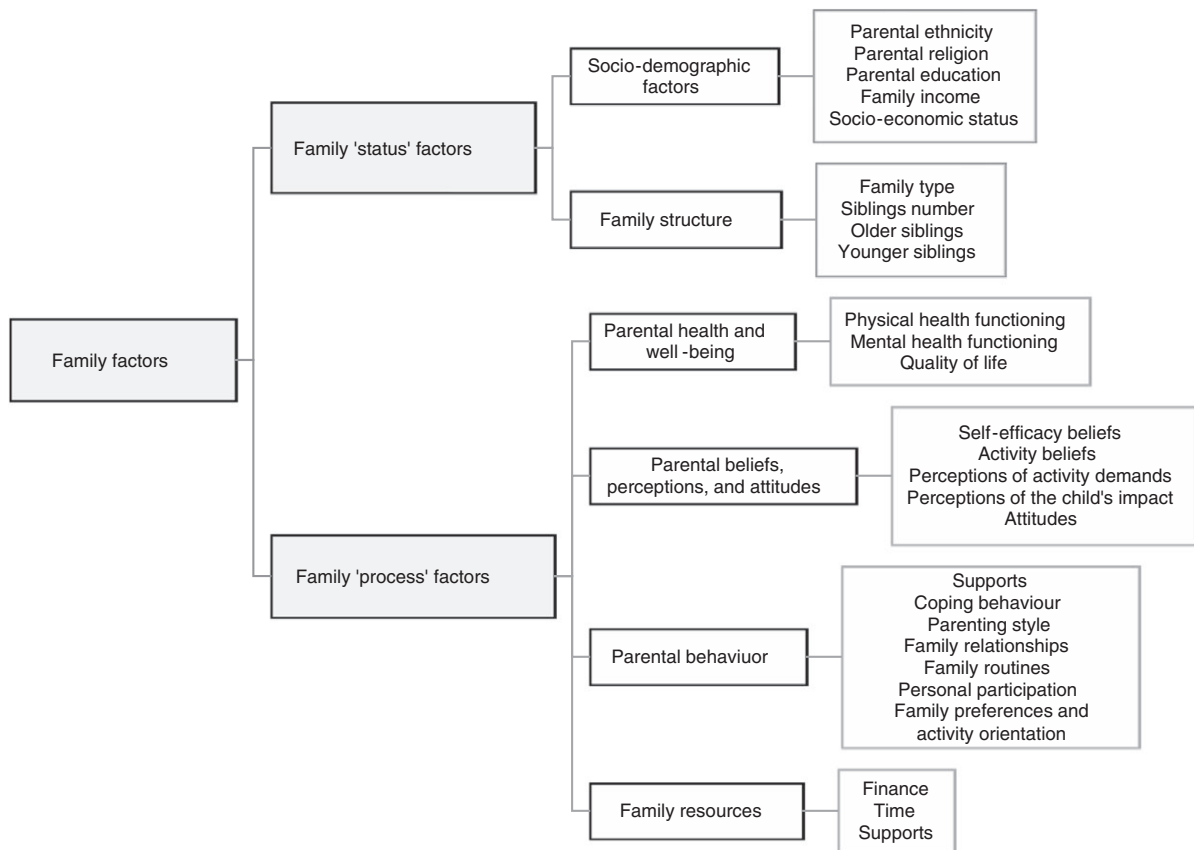 Family factors
Family 'status' factors
Socio-demographic
factors
Parental ethnicity
Parental religion
Parental education
Family income
Socio-economic status
Family structure
Family type
Siblings number
Older siblings
Younger siblings
Family 'process' factors
Parental health and
well -being
Physical health functioning
Mental health functioning
Quality of life
Parental beliefs,
perceptions, and attitudes
Self-efficacy beliefs
Activity beliefs
Perceptions of activity demands
Perceptions of the child's impact
Attitudes
Parental behaviuor
Supports
Coping behaviour
Parenting style
Family relationships
Family routines
Personal participation
Family preferences and
activity orientation
Family resources
Finance
Time
Supports